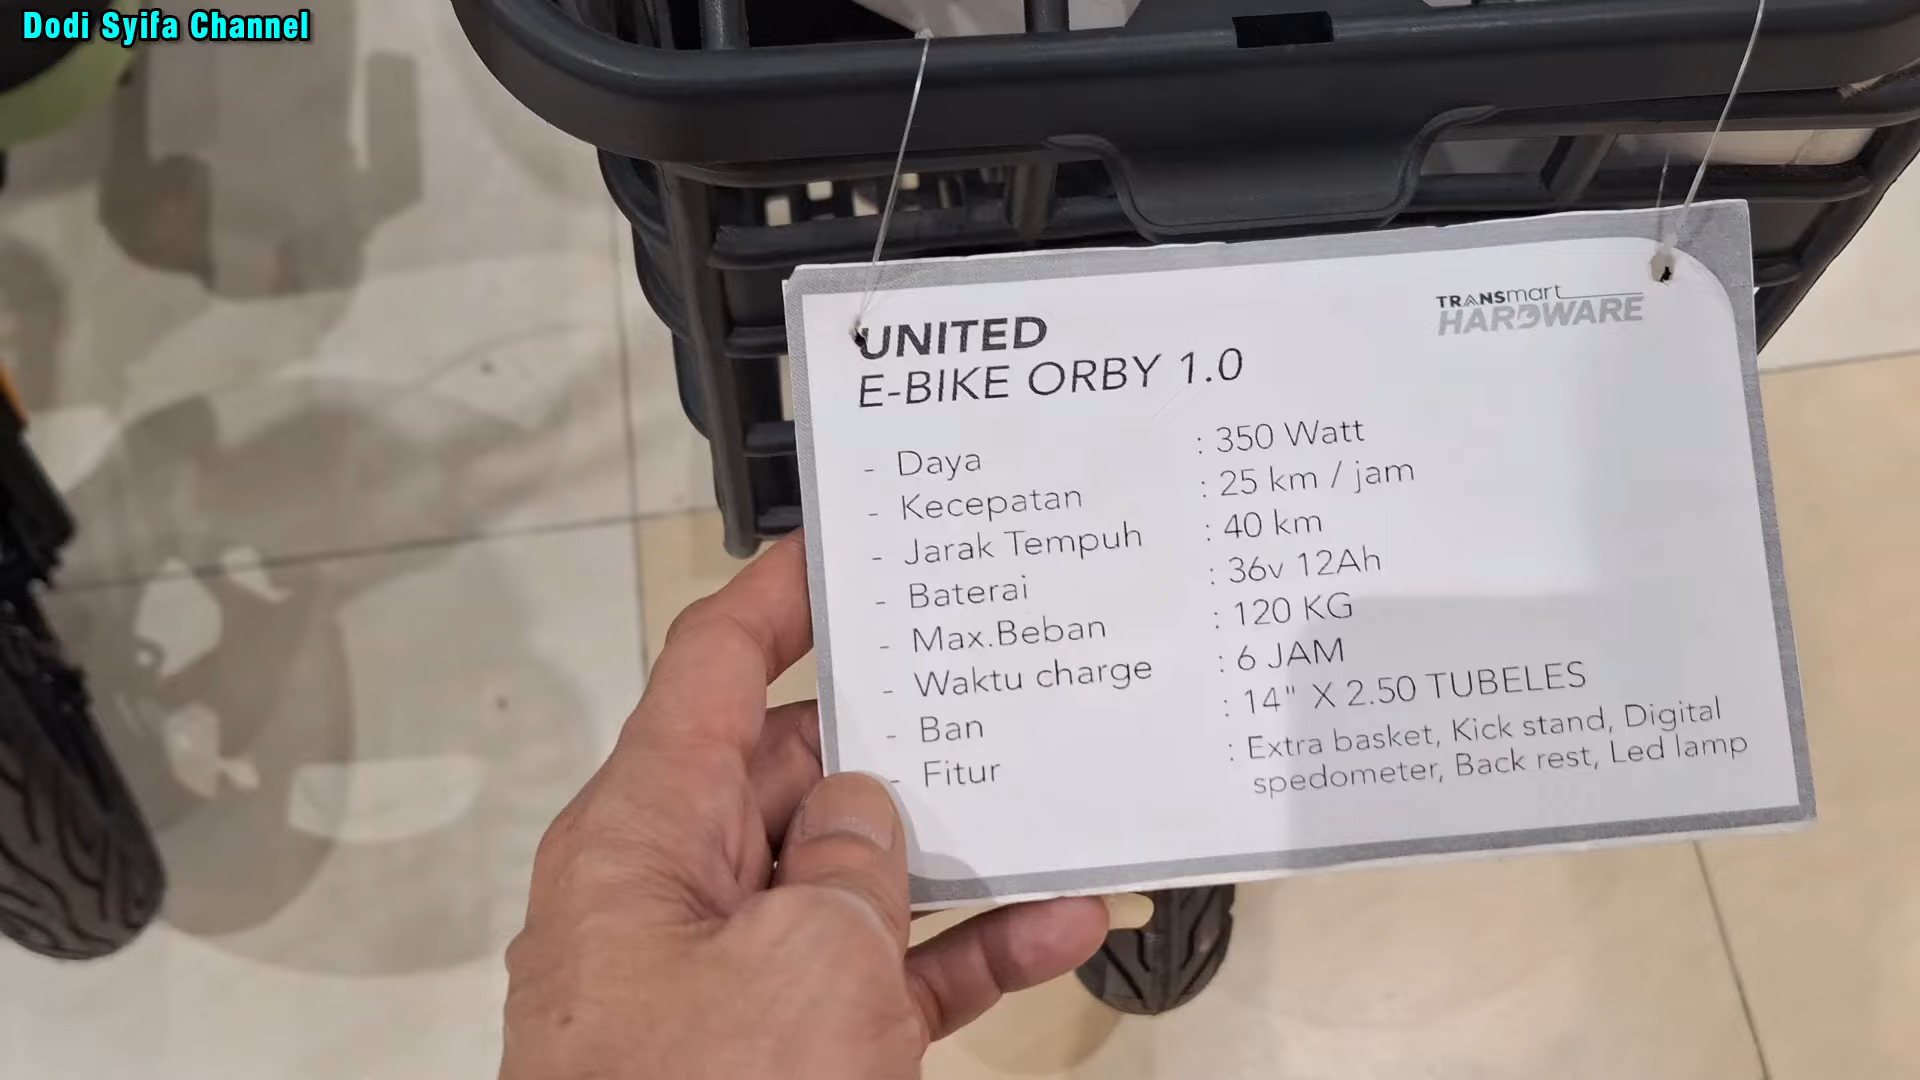 Dodi Syifa Channel
TRANSmart
HARDWARE
UNITED
E-BIKE ORBY 1.0
- Daya : 350 Watt
- Kecepatan : 25 km / jam
- Jarak Tempuh : 40 km
- Baterai : 36v 12Ah
- Max.Beban : 120 KG
- Waktu charge : 6 JAM
- Ban : 14" X 2.50 TUBELES
- Fitur : Extra basket, Kick stand, Digital
spedometer, Back rest, Led lamp